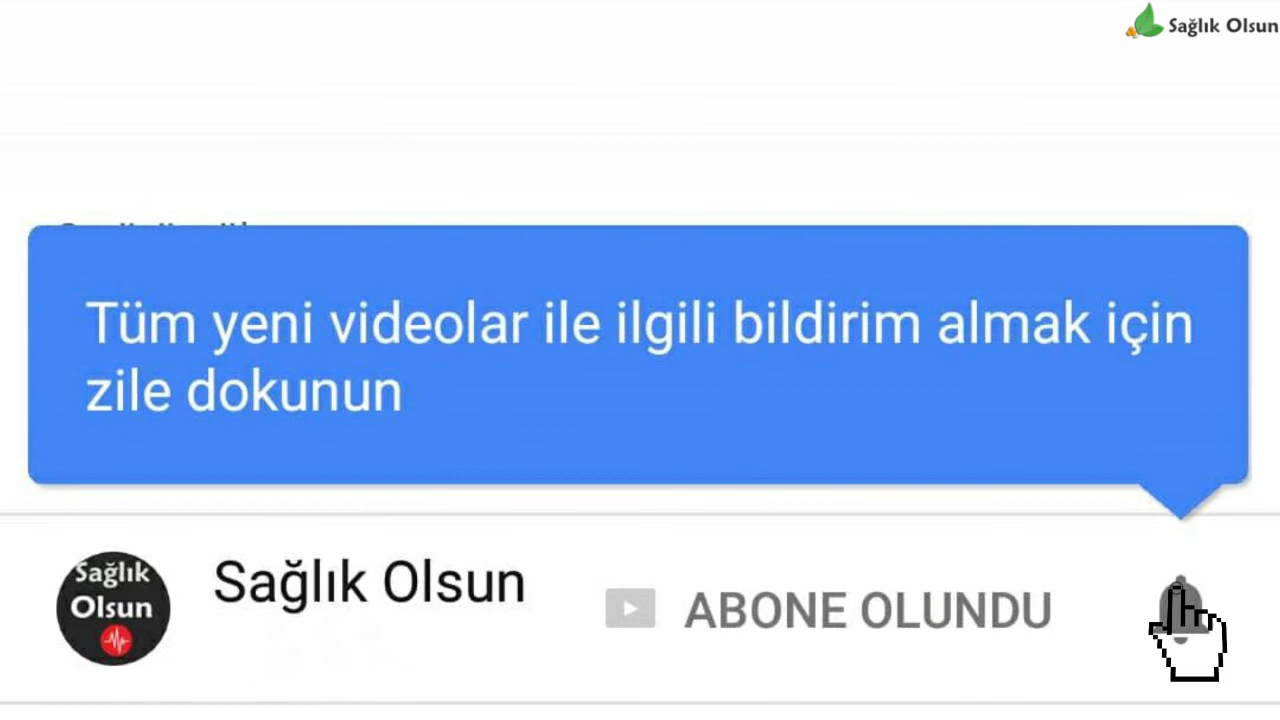 Sağlık Olsun
Tüm yeni videolar ile ilgili bildirim almak için
zile dokunun
Sağlık
Olsun
Sağlık Olsun
ABONE OLUNDU